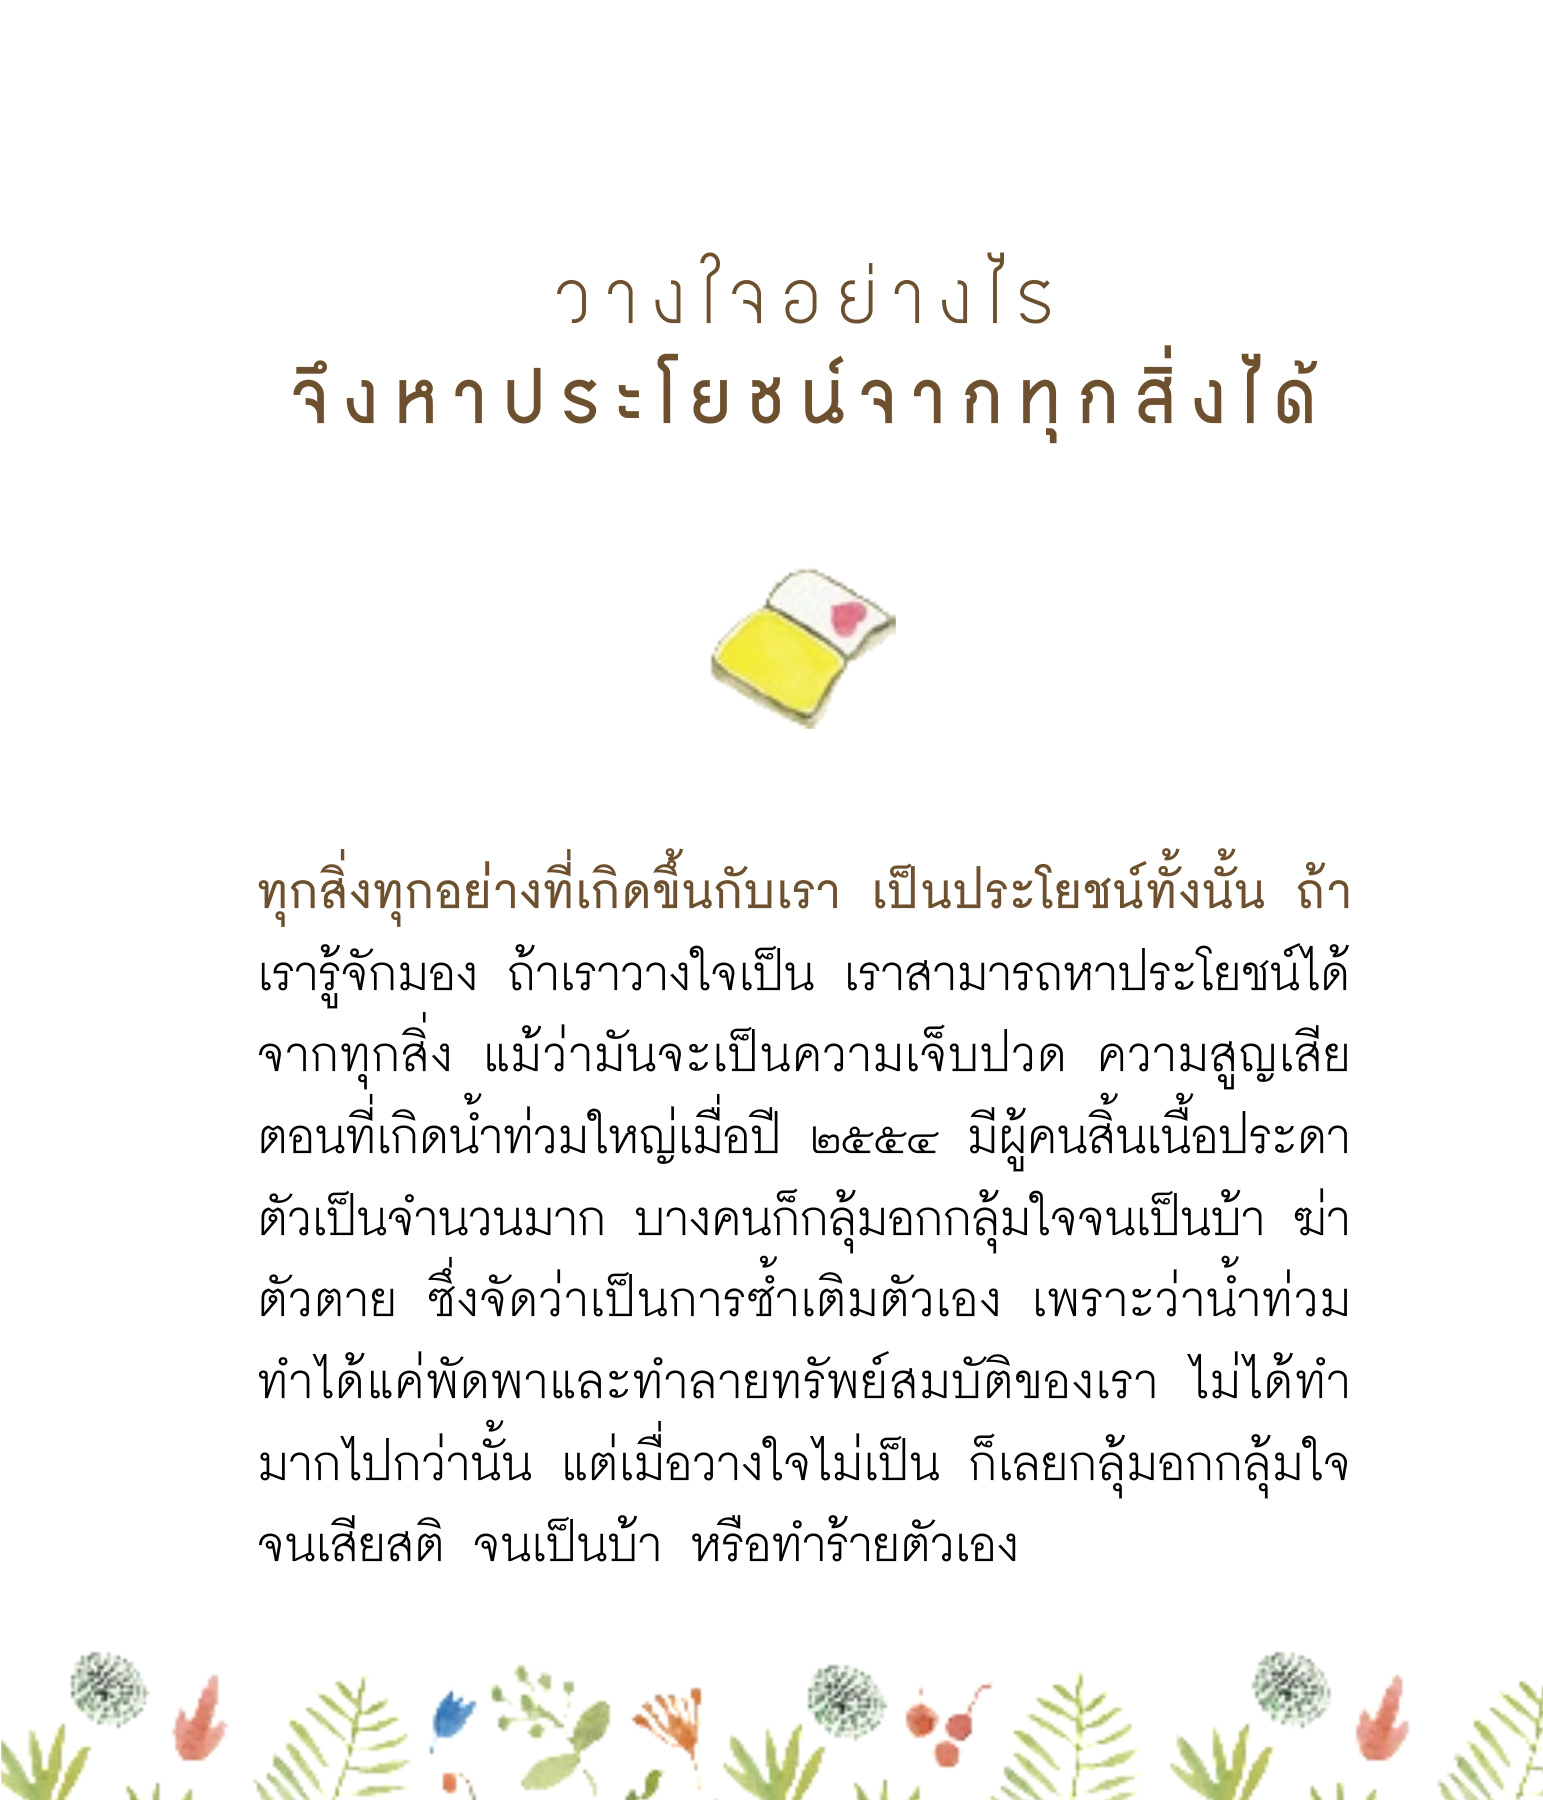 วางใจอย่างไร
จึงหาประโยชน์จากทุกสิ่งได้
ทุกสิ่งทุกอย่างที่เกิดขึ้นกับเรา เป็นประโยชน์ทั้งนั้น ถ้า
เรารู้จักมอง ถ้าเราวางใจเป็น เราสามารถหาประโยชน์ได้
จากทุกสิ่ง แม้ว่ามันจะเป็นความเจ็บปวด ความสูญเสีย
ตอนที่เกิดน้ำท่วมใหญ่เมื่อปี ๒๕๕๔ มีผู้คนสิ้นเนื้อประดา
ตัวเป็นจำนวนมาก บางคนก็กลุ้มอกกลุ้มใจจนเป็นบ้า ฆ่า
ตัวตาย ซึ่งจัดว่าเป็นการซ้ำเติมตัวเอง เพราะว่าน้ำท่วม
ทำได้แค่พัดพาและทำลายทรัพย์สมบัติของเรา ไม่ได้ทำ
มากไปกว่านั้น แต่เมื่อวางใจไม่เป็น ก็เลยกลุ้มอกกลุ้มใจ
จนเสียสติ จนเป็นบ้า หรือทำร้ายตัวเอง